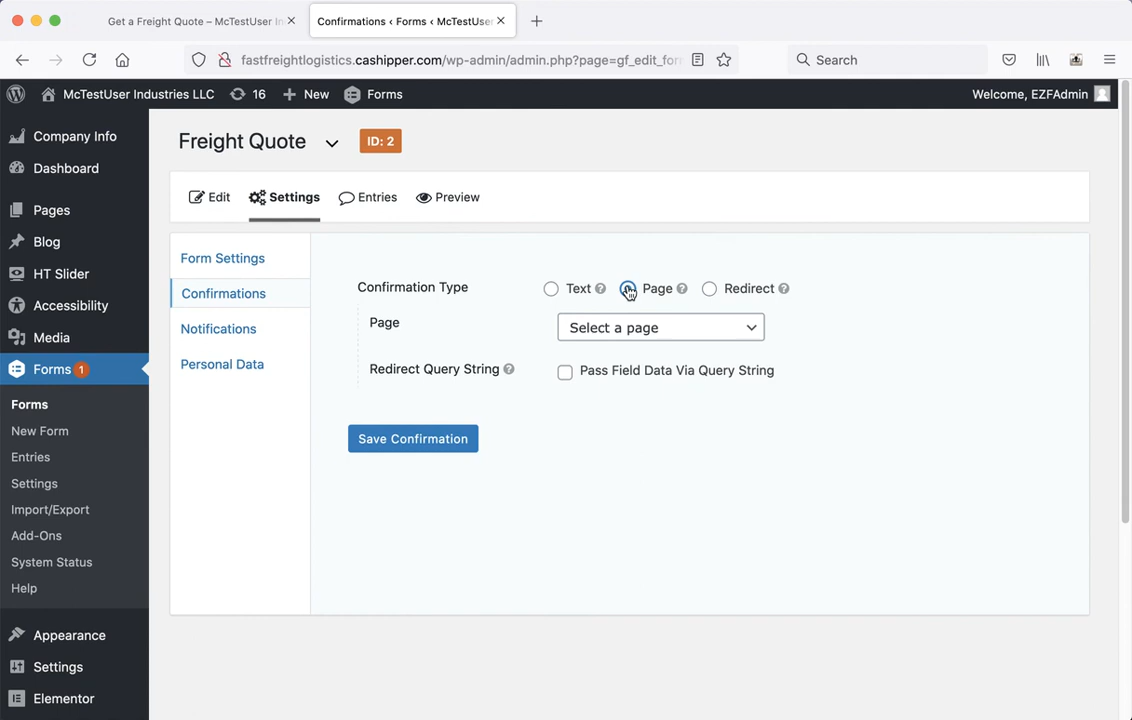 Get a Freight Quote – McTestUser In
Confirmations ‹ Forms ‹ McTestUser
fastfreightlogistics.cashipper.com/wp-admin/admin.php?page=gf_edit_for
Search
McTestUser Industries LLC
16
New
Forms
Welcome, EZFAdmin
Company Info
Dashboard
Pages
Blog
HT Slider
Accessibility
Media
Forms 1
Forms
New Form
Entries
Settings
Import/Export
Add-Ons
System Status
Help
Appearance
Settings
Elementor
Freight Quote
ID: 2
Edit
Settings
Entries
Preview
Form Settings
Confirmations
Notifications
Personal Data
Confirmation Type
Text
Page
Redirect
Page
Select a page
Redirect Query String
Pass Field Data Via Query String
Save Confirmation